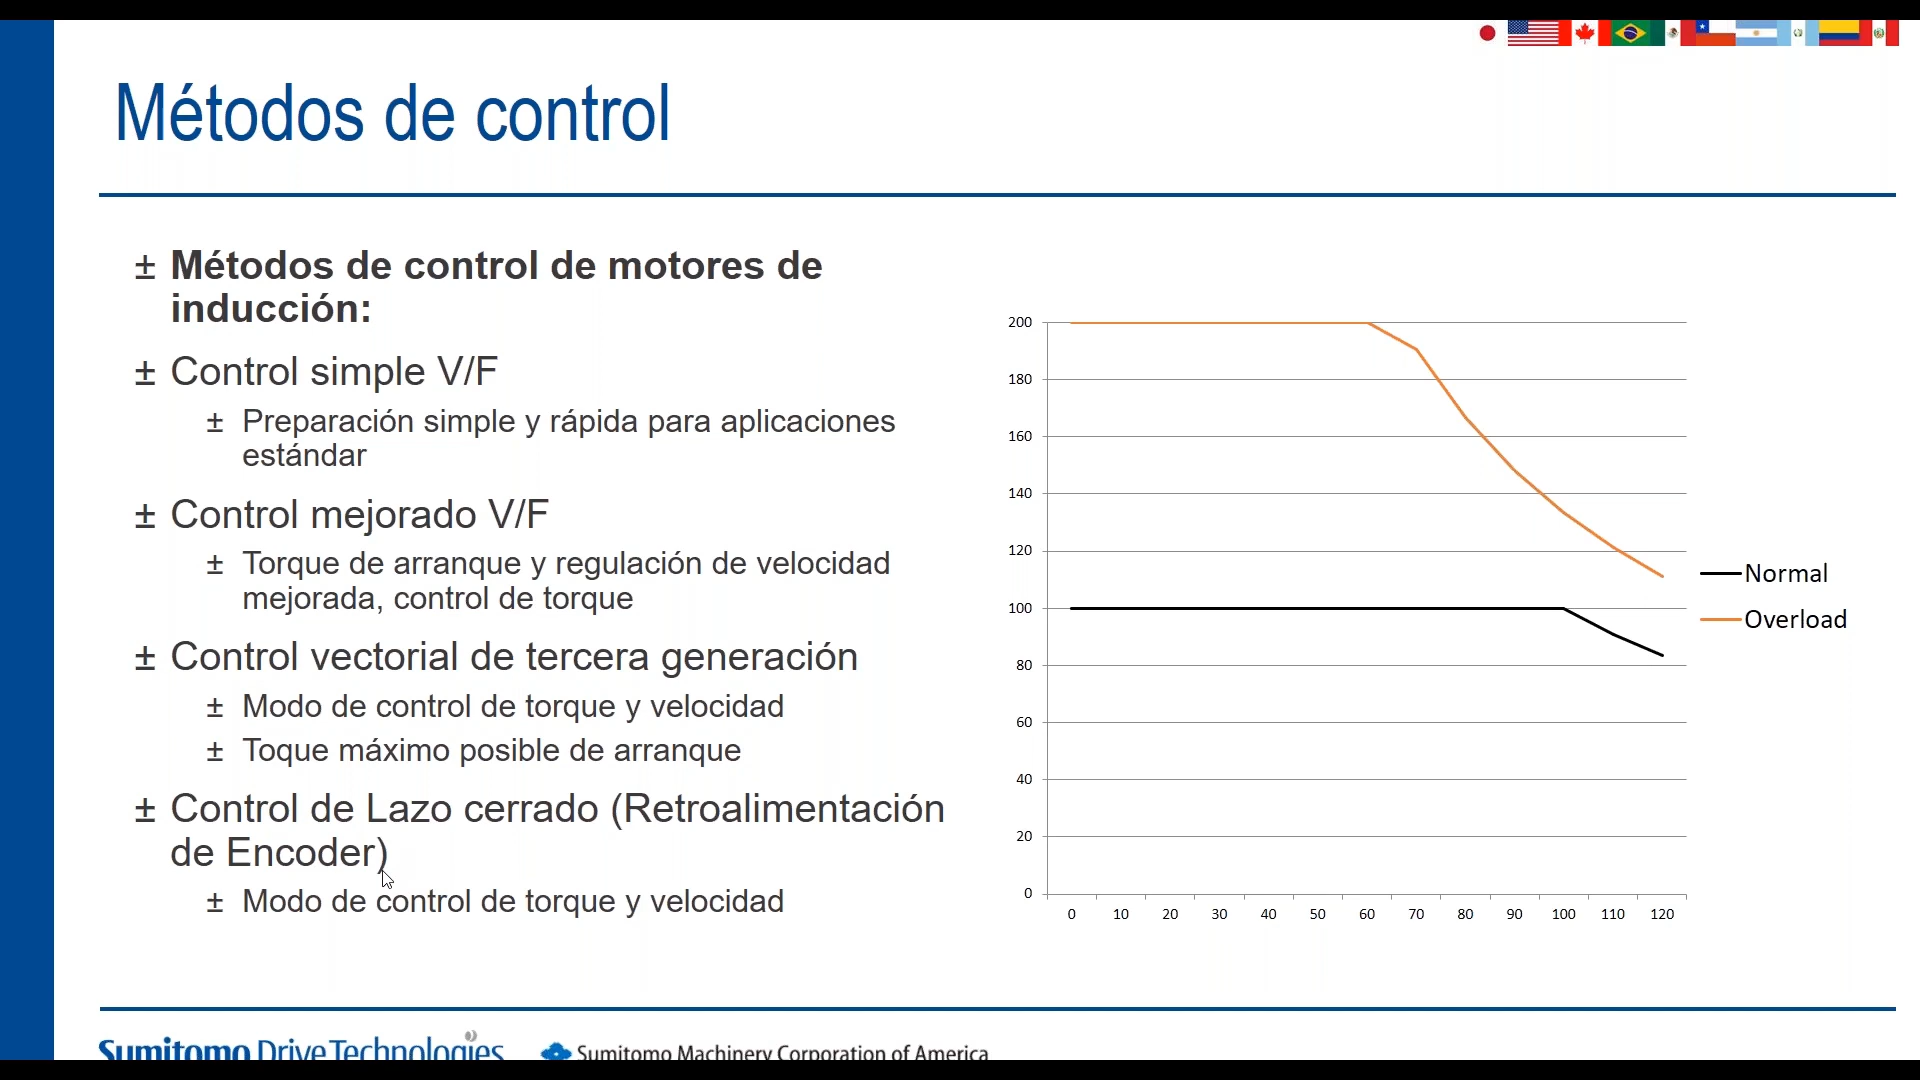 Métodos de control
± Métodos de control de motores de
inducción:
± Control simple V/F
± Preparación simple y rápida para aplicaciones
estándar
± Control mejorado V/F
± Torque de arranque y regulación de velocidad
mejorada, control de torque
± Control vectorial de tercera generación
± Modo de control de torque y velocidad
± Toque máximo posible de arranque
± Control de Lazo cerrado (Retroalimentación
de Encoder)
± Modo de control de torque y velocidad
200
180
160
140
120
100
80
60
40
20
0
0 10 20 30 40 50 60 70 80 90 100 110 120
Normal
Overload
Sumitomo Drive Technologies
Sumitomo Machinery Corporation of America